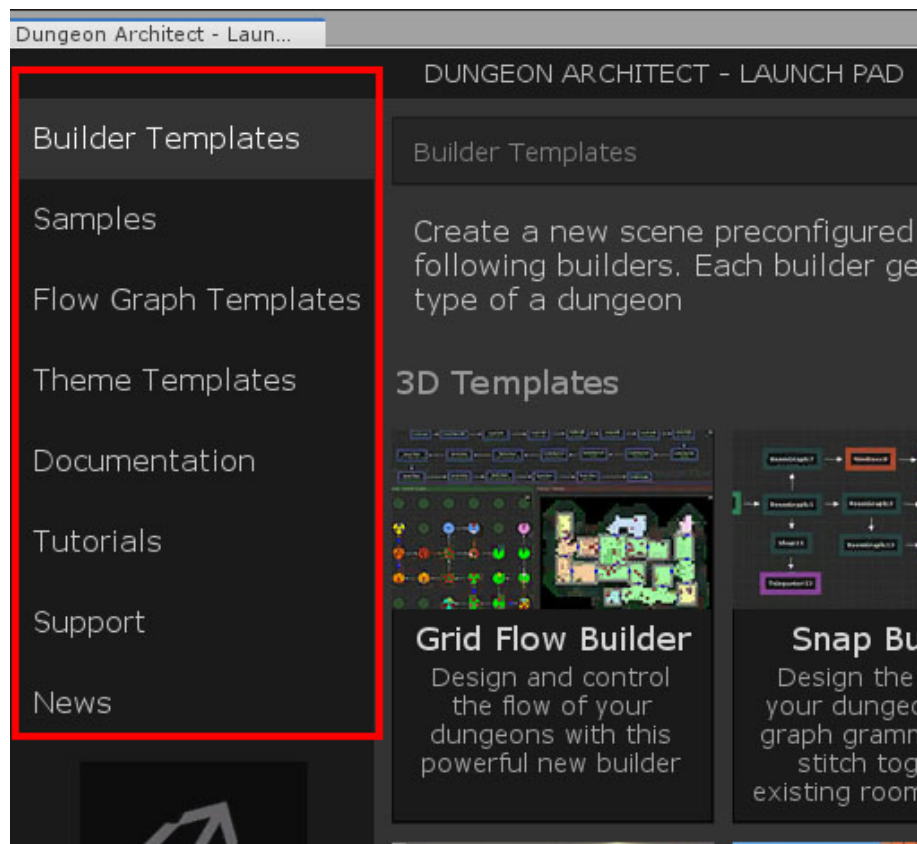 Dungeon Architect - Laun...
DUNGEON ARCHITECT - LAUNCH PAD
Builder Templates
Samples
Flow Graph Templates
Theme Templates
Documentation
Tutorials
Support
News
Builder Templates
Create a new scene preconfigured
following builders. Each builder ge
type of a dungeon
3D Templates
Grid Flow Builder
Design and control
the flow of your
dungeons with this
powerful new builder
Snap Bu
Design the
your dungeo
graph gramm
stitch tog
existing room